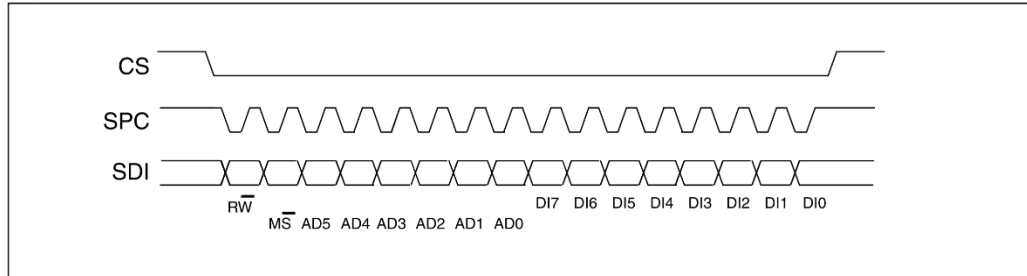 CS
SPC
SDI
RW̅ DI7 DI6 DI5 DI4 DI3 DI2 DI1 DI0
MS̅ AD5 AD4 AD3 AD2 AD1 AD0